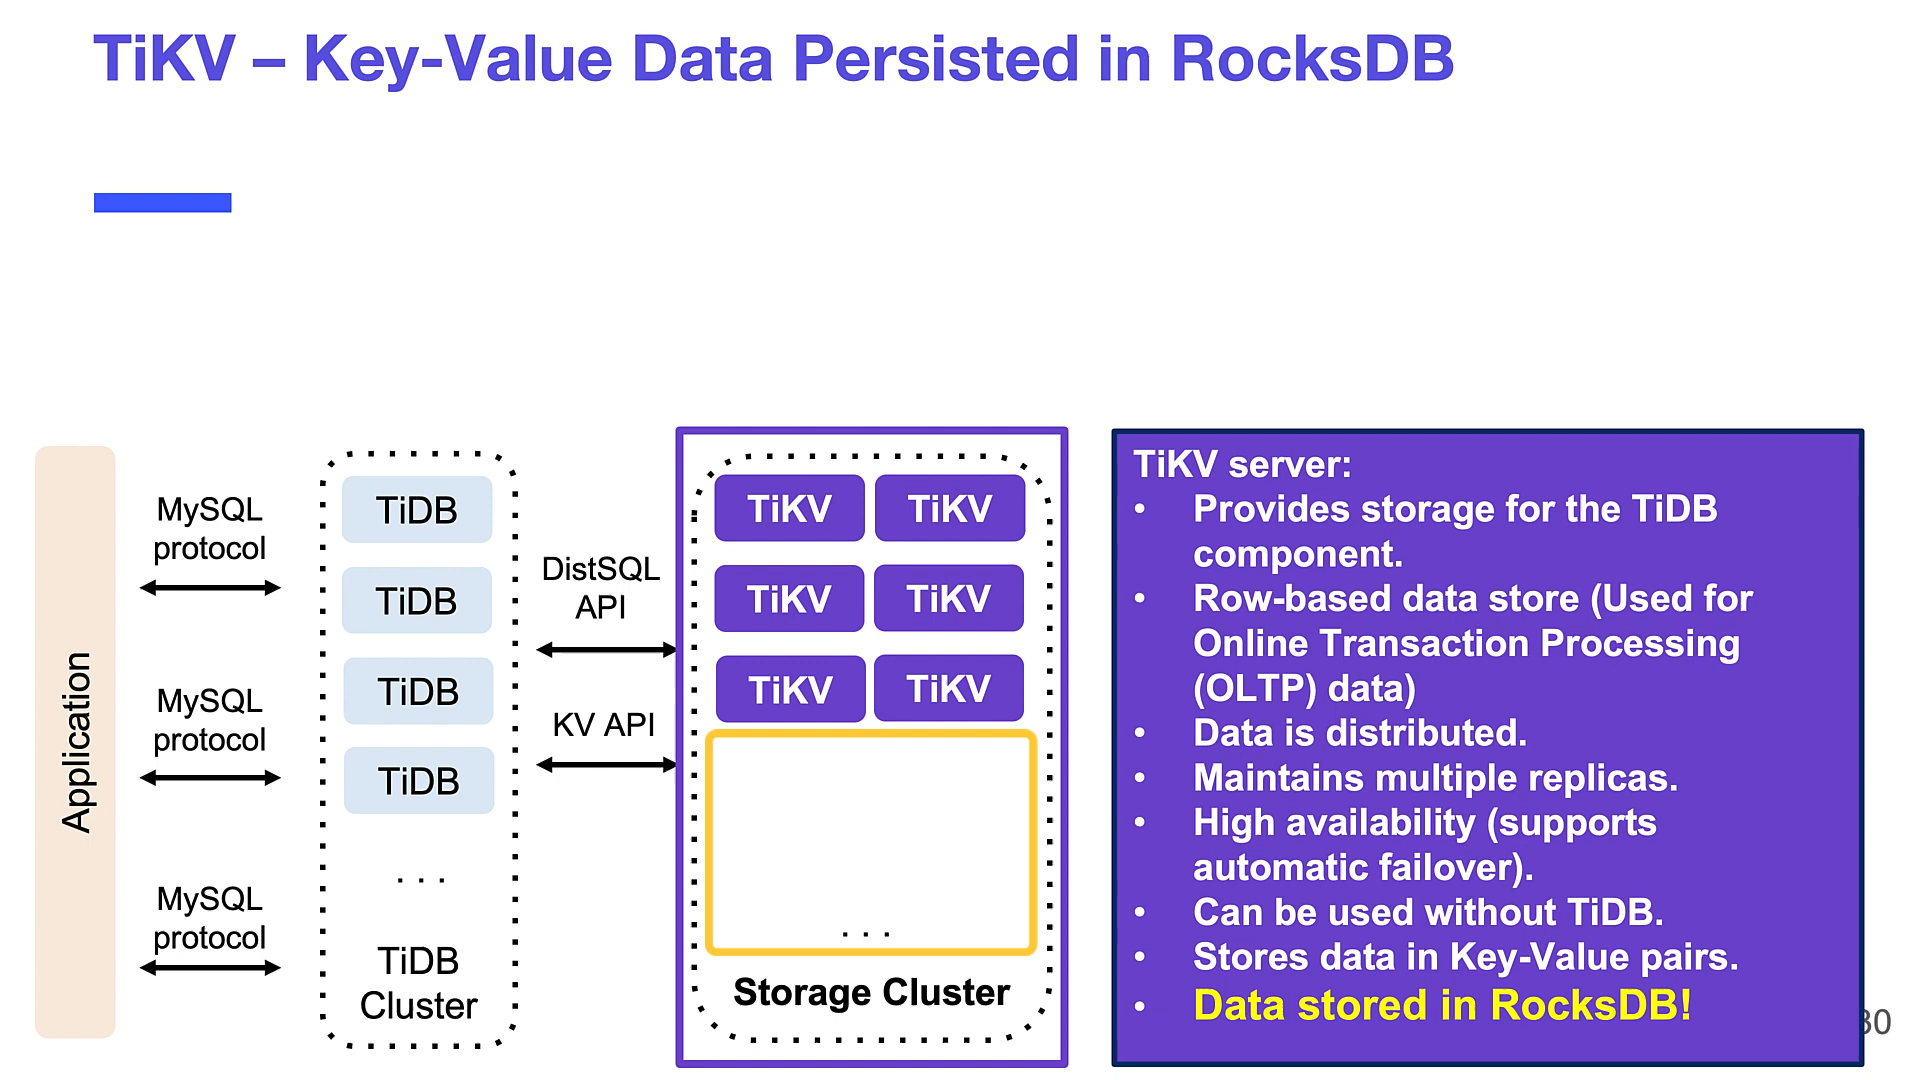 TiKV – Key-Value Data Persisted in RocksDB
Application
MySQL
protocol
MySQL
protocol
MySQL
protocol
TiDB
TiDB
TiDB
TiDB
. . .
TiDB
Cluster
DistSQL
API
KV API
TiKV TiKV
TiKV TiKV
TiKV TiKV
. . .
Storage Cluster
TiKV server:
• Provides storage for the TiDB
component.
• Row-based data store (Used for
Online Transaction Processing
(OLTP) data)
• Data is distributed.
• Maintains multiple replicas.
• High availability (supports
automatic failover).
• Can be used without TiDB.
• Stores data in Key-Value pairs.
• Data stored in RocksDB!